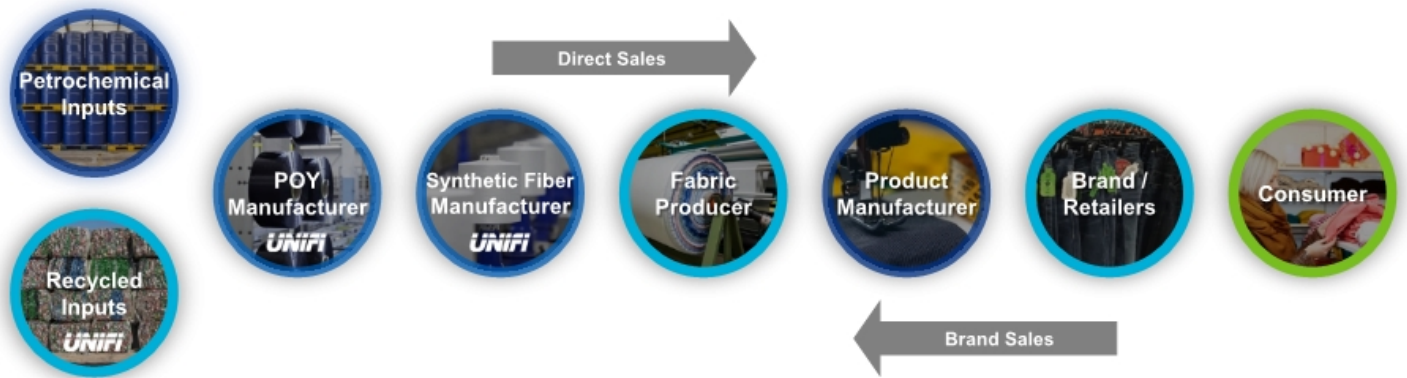 Direct Sales
Petrochemical
Inputs
POY
Manufacturer
UNIFI
Synthetic Fiber
Manufacturer
UNIFI
Fabric
Producer
Product
Manufacturer
Brand /
Retailers
Consumer
Recycled
Inputs
UNIFI
Brand Sales